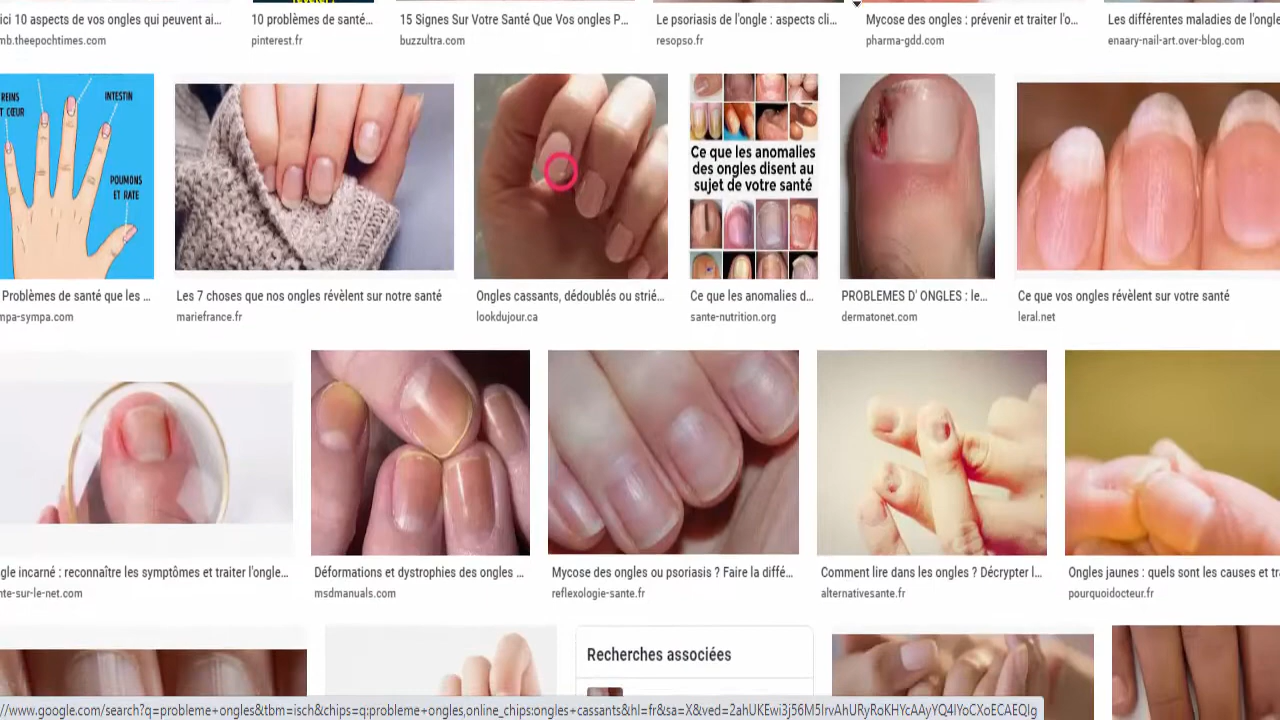 ici 10 aspects de vos ongles qui peuvent ai...
mb.theepochtimes.com
10 problèmes de santé...
pinterest.fr
15 Signes Sur Votre Santé Que Vos ongles P...
buzzultra.com
Le psoriasis de l'ongle : aspects cli...
resopso.fr
Mycose des ongles : prévenir et traiter l'o...
pharma-gdd.com
Les différentes maladies de l'ongle
enaary-nail-art.over-blog.com
REINS
T CŒUR
INTESTIN
POUMONS
ET RATE
Ce que les anomalies
des ongles disent au
sujet de votre santé
Problèmes de santé que les ...
mpa-sympa.com
Les 7 choses que nos ongles révèlent sur notre santé
mariefrance.fr
Ongles cassants, dédoublés ou strié...
lookdujour.ca
Ce que les anomalies d...
sante-nutrition.org
PROBLEMES D' ONGLES : le...
dermatonet.com
Ce que vos ongles révèlent sur votre santé
leral.net
gle incarné : reconnaître les symptômes et traiter l'ongle...
nte-sur-le-net.com
Déformations et dystrophies des ongles ...
msdmanuals.com
Mycose des ongles ou psoriasis ? Faire la diffé...
reflexologie-sante.fr
Comment lire dans les ongles ? Décrypter l...
alternativesante.fr
Ongles jaunes : quels sont les causes et tr
pourquoidocteur.fr
Recherches associées
//www.google.com/search?q=probleme+ongles&tbm=isch&chips=q:probleme+ongles,online_chips:ongles+cassants&hl=fr&sa=X&ved=2ahUKEwi3j56M5IrvAhURyRoKHYcAAyYQ4lYoCXoECAEQIg